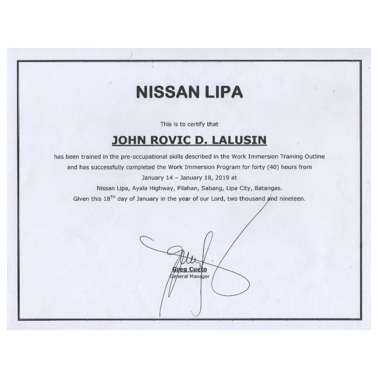 NISSAN LIPA
This is to certify that
JOHN ROVIC D. LALUSIN
has been trained in the pre-occupational skills described in the Work Immersion Training Outline
and has successfully completed the Work Immersion Program for forty (40) hours from
January 14 – January 18, 2019 at
Nissan Lipa, Ayala Highway, Pilahan, Sabang, Lipa City, Batangas.
Given this 18TH day of January in the year of our Lord, two thousand and nineteen.
Greg Cueto
General Manager